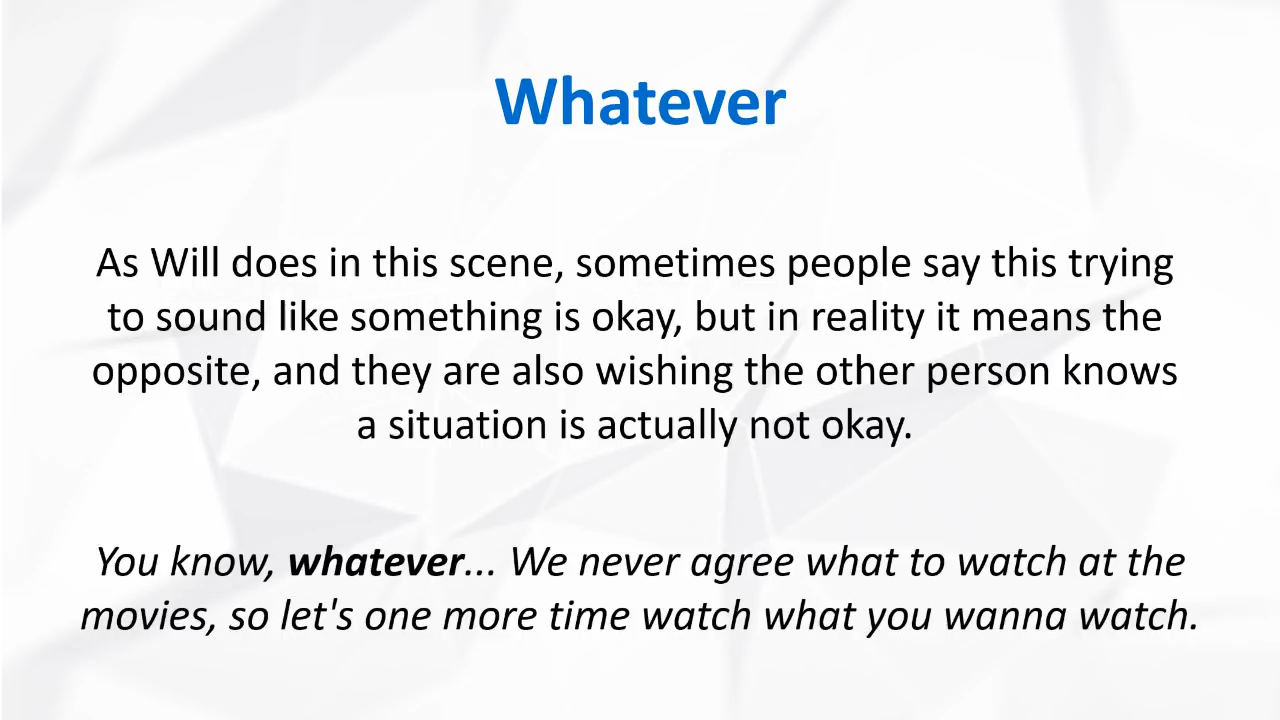 Whatever
As Will does in this scene, sometimes people say this trying
to sound like something is okay, but in reality it means the
opposite, and they are also wishing the other person knows
a situation is actually not okay.
You know, whatever... We never agree what to watch at the
movies, so let's one more time watch what you wanna watch.